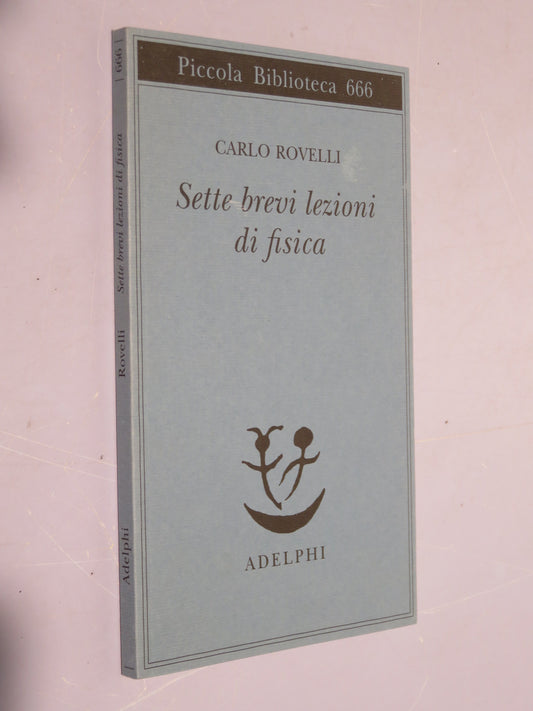 Piccola Biblioteca 666
CARLO ROVELLI
Sette brevi lezioni
di fisica
ADELPHI
666
Sette brevi lezioni di fisica
Rovelli
Adelphi